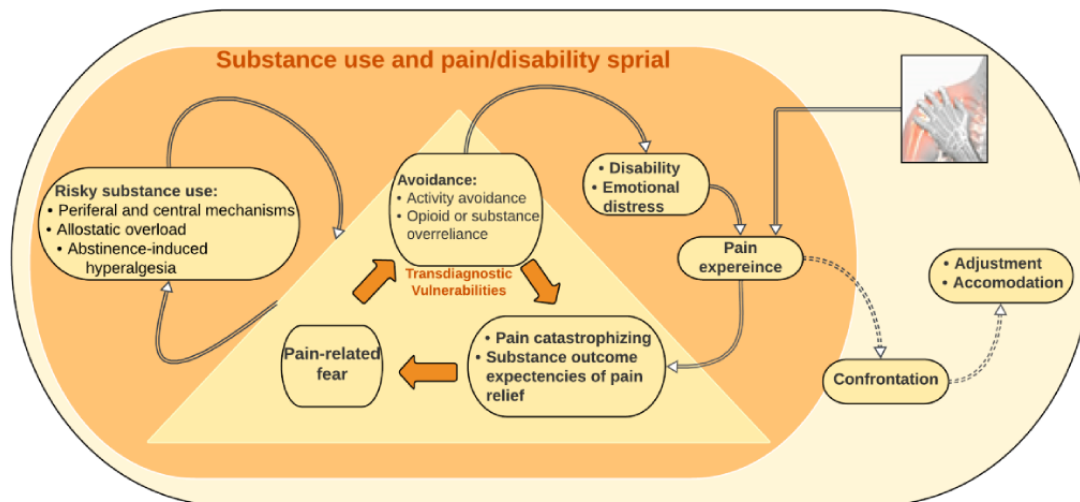 Substance use and pain/disability sprial
Risky substance use:
• Periferal and central mechanisms
• Allostatic overload
• Abstinence-induced
hyperalgesia
Avoidance:
• Activity avoidance
• Opioid or substance
overreliance
• Disability
• Emotional
distress
Transdiagnostic
Vulnerabilities
Pain
expereince
• Adjustment
• Accomodation
Pain-related
fear
• Pain catastrophizing
• Substance outcome
expectencies of pain
relief
Confrontation